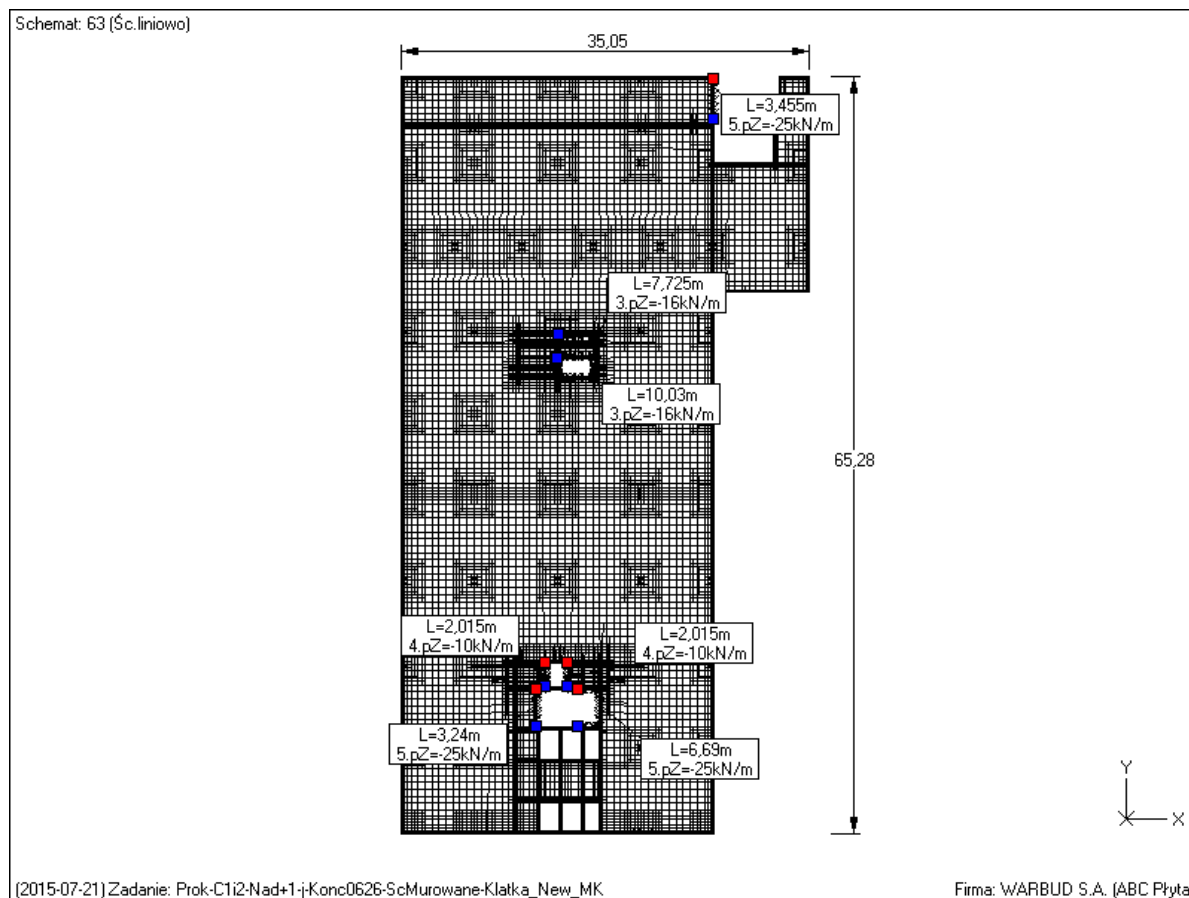 Schemat: 63 (Śc.liniowo)
35,05
L=3,455m
5.pZ=-25kN/m
L=7,725m
3.pZ=-16kN/m
L=10,03m
3.pZ=-16kN/m
65,28
L=2,015m
4.pZ=-10kN/m
L=2,015m
4.pZ=-10kN/m
L=3,24m
5.pZ=-25kN/m
L=6,69m
5.pZ=-25kN/m
Y
X
(2015-07-21) Zadanie: Prok-C1i2-Nad+1-j-Konc0626-ScMurowane-Klatka_New_MK
Firma: WARBUD S.A. (ABC Płyta